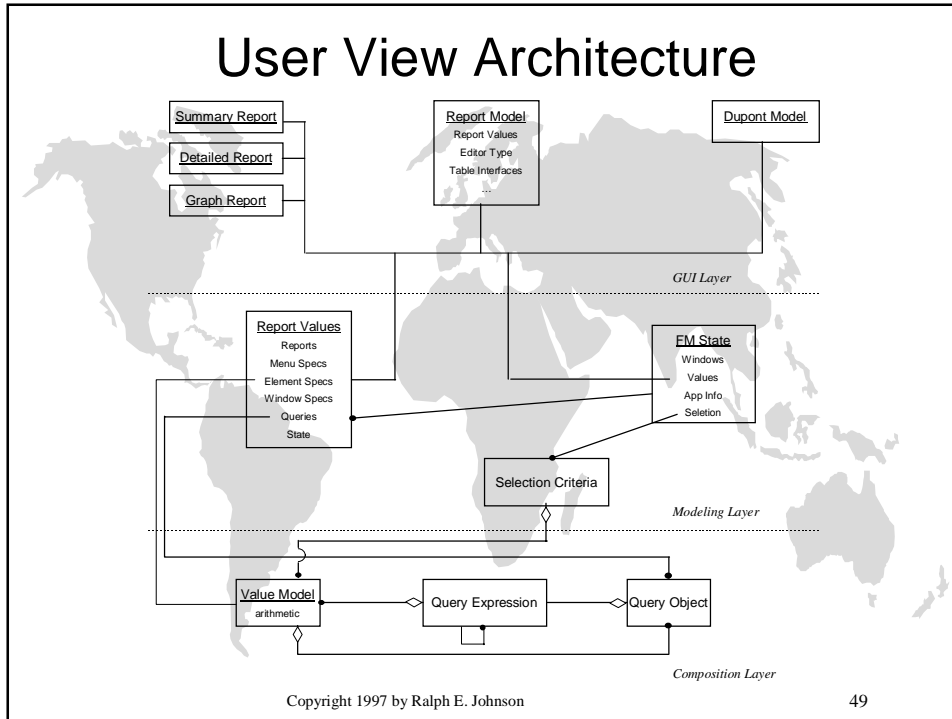 User View Architecture
Summary Report
Detailed Report
Graph Report
Report Model
Report Values
Editor Type
Table Interfaces
...
Dupont Model
GUI Layer
Report Values
Reports
Menu Specs
Element Specs
Window Specs
Queries
State
FM State
Windows
Values
App Info
Seletion
Selection Criteria
Modeling Layer
Value Model
arithmetic
Query Expression
Query Object
Composition Layer
Copyright 1997 by Ralph E. Johnson
49